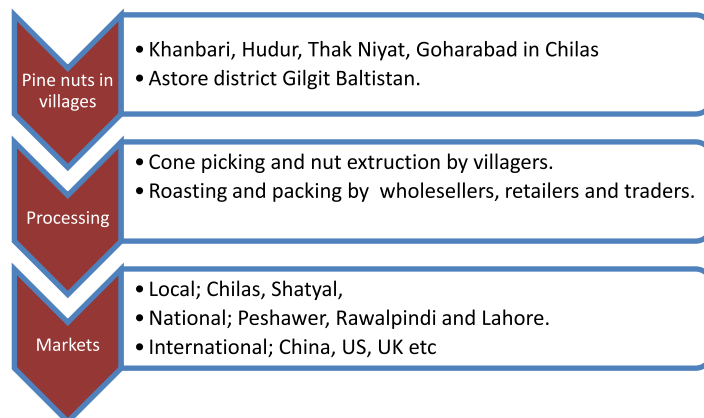 Pine nuts in
villages
• Khanbari, Hudur, Thak Niyat, Goharabad in Chilas
• Astore district Gilgit Baltistan.
Processing
• Cone picking and nut extruction by villagers.
• Roasting and packing by  wholesellers, retailers and traders.
Markets
• Local; Chilas, Shatyal,
• National; Peshawer, Rawalpindi and Lahore.
• International; China, US, UK etc